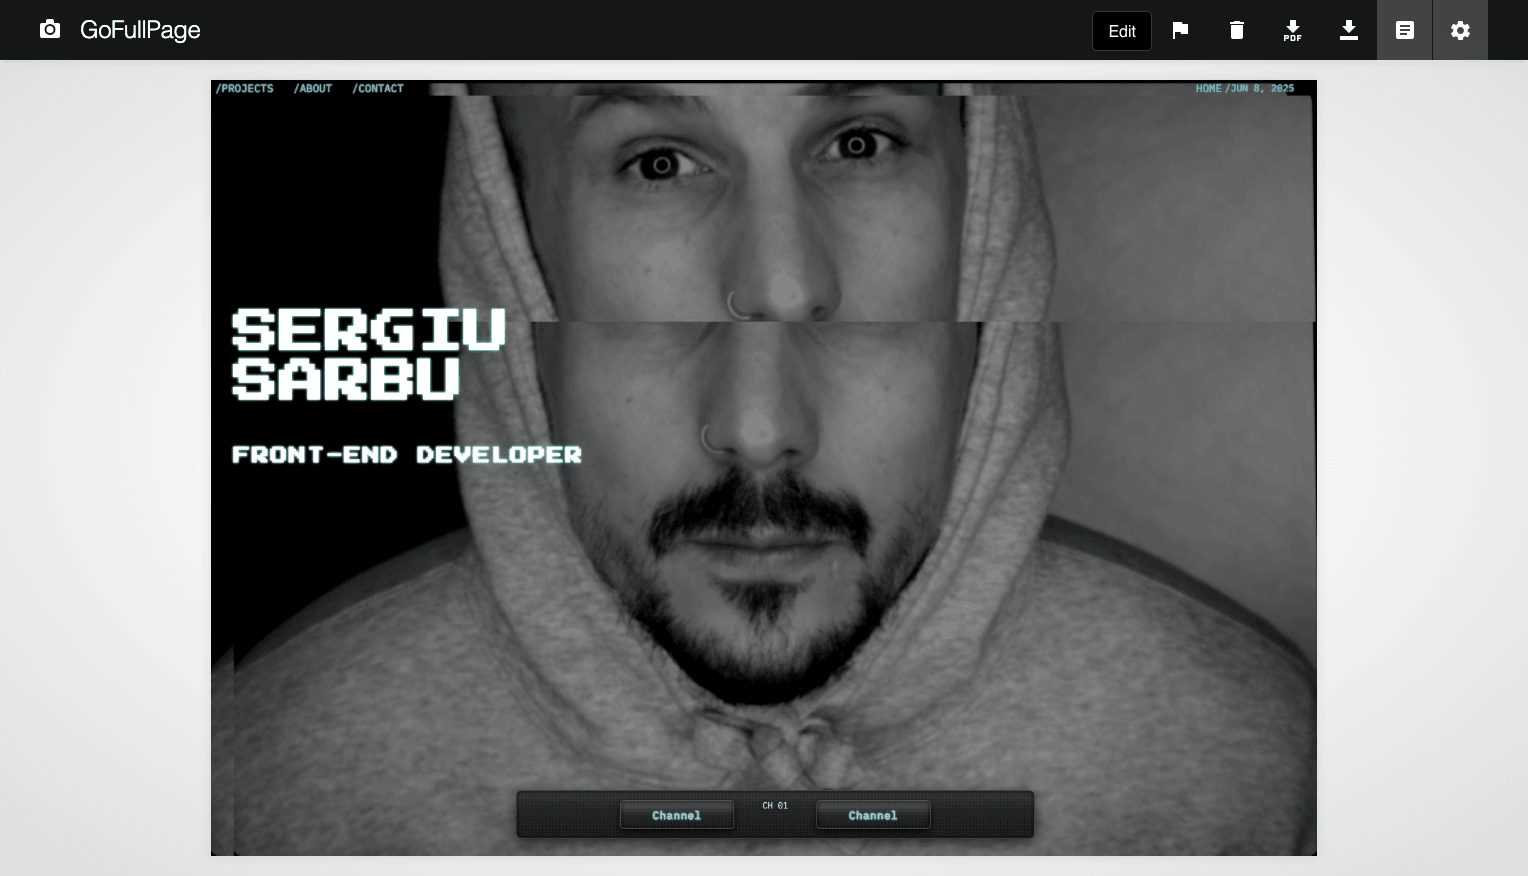 GoFullPage
Edit
PDF
/PROJECTS /ABOUT /CONTACT
HOME /JUN 8, 2025
SERGIU
SARBU
FRONT-END DEVELOPER
Channel CH 01 Channel